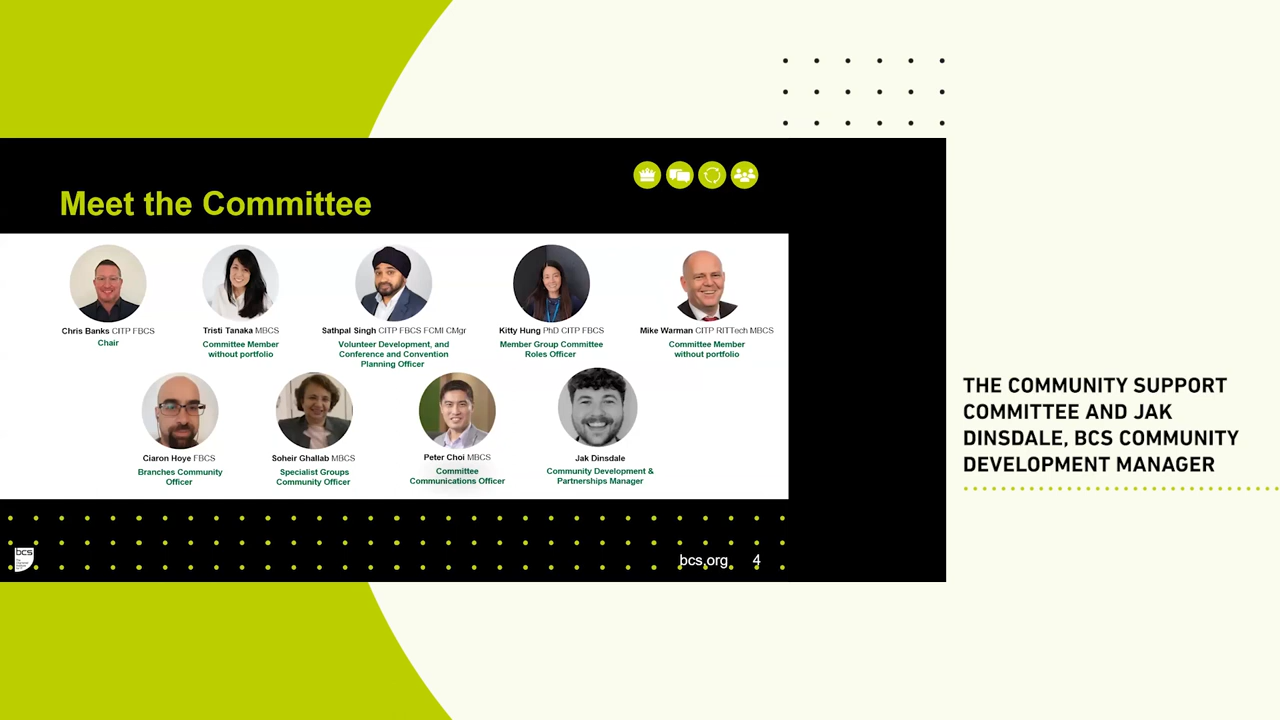 Meet the Committee
Chris Banks CITP FBCS
Chair
Tristi Tanaka MBCS
Committee Member
without portfolio
Sathpal Singh CITP FBCS FCMI CMgr
Volunteer Development, and
Conference and Convention
Planning Officer
Kitty Hung PhD CITP FBCS
Member Group Committee
Roles Officer
Mike Warman CITP RITTech MBCS
Committee Member
without portfolio
Ciaron Hoye FBCS
Branches Community
Officer
Soheir Ghallab MBCS
Specialist Groups
Community Officer
Peter Choi MBCS
Committee
Communications Officer
Jak Dinsdale
Community Development &
Partnerships Manager
bcs
bcs.org
4
THE COMMUNITY SUPPORT
COMMITTEE AND JAK
DINSDALE, BCS COMMUNITY
DEVELOPMENT MANAGER